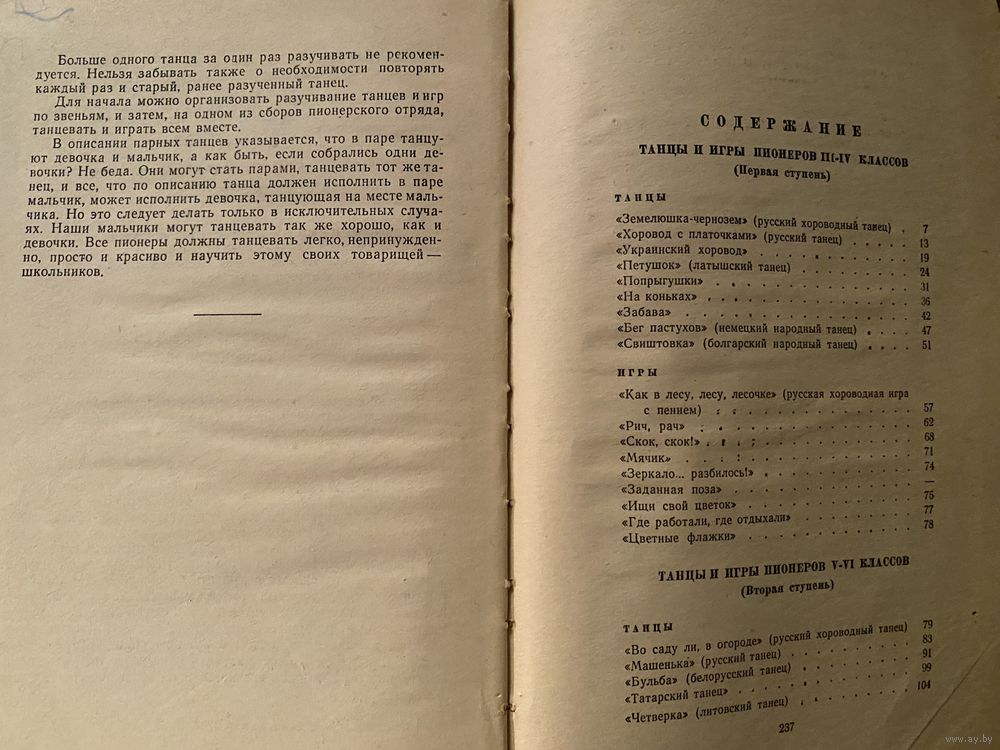 Больше одного танца за один раз разучивать не рекомен-
дуется. Нельзя забывать также о необходимости повторять
каждый раз и старый, ранее разученный танец.
Для начала можно организовать разучивание танцев и игр
по звеньям, и затем, на одном из сборов пионерского отряда,
танцевать и играть всем вместе.
В описании парных танцев указывается, что в паре танцу-
ют девочка и мальчик, а как быть, если собрались одни де-
вочки? Не беда. Они могут стать парами, танцевать тот же та-
нец, и все, что по описанию танца должен исполнить в паре
мальчик, может исполнить девочка, танцующая на месте маль-
чика. Но это следует делать только в исключительных случа-
ях. Наши мальчики могут танцевать так же хорошо, как и
девочки. Все пионеры должны танцевать легко, непринужден-
но, просто и красиво и научить этому своих товарищей —
школьников.
СОДЕРЖАНИЕ
ТАНЦЫ И ИГРЫ ПИОНЕРОВ III-IV КЛАССОВ
(Первая ступень)
ТАНЦЫ
«Земелюшка-чернозем» (русский хороводный танец) . 7
«Хоровод с платочками» (русский танец) . . . . . 13
«Украинский хоровод» . . . . . . . . . 19
«Петушок» (латышский танец) . . . . . . . . 24
«Попрыгушки» . . . . . . . . . . . 31
«На коньках» . . . . . . . . . . . 36
«Забава» . . . . . . . . . . . . 42
«Бег пастухов» (немецкий народный танец) . . . . 47
«Свиштовка» (болгарский народный танец) . . . . 51
ИГРЫ
«Как в лесу, лесу, лесочке» (русская хороводная игра
с пением) . . . . . . . . . . . 57
«Рич, рач» . . . . . . . . . . . 62
«Скок, скок!» . . . . . . . . . . . 68
«Мячик» . . . . . . . . . . . . 71
«Зеркало... разбилось!» . . . . . . . . . 74
«Заданная поза» . . . . . . . . . . —
«Ищи свой цветок» . . . . . . . . . . 75
«Где работали, где отдыхали» . . . . . . . 77
«Цветные флажки» . . . . . . . . . . 78
ТАНЦЫ И ИГРЫ ПИОНЕРОВ V-VI КЛАССОВ
(Вторая ступень)
ТАНЦЫ
«Во саду ли, в огороде» (русский хороводный танец) 79
«Машенька» (русский танец) . . . . . . . . 83
«Бульба» (белорусский танец) . . . . . . . 91
«Татарский танец» . . . . . . . . . . 99
«Четверка» (литовский танец) . . . . . . . 104
237
www.ay.by